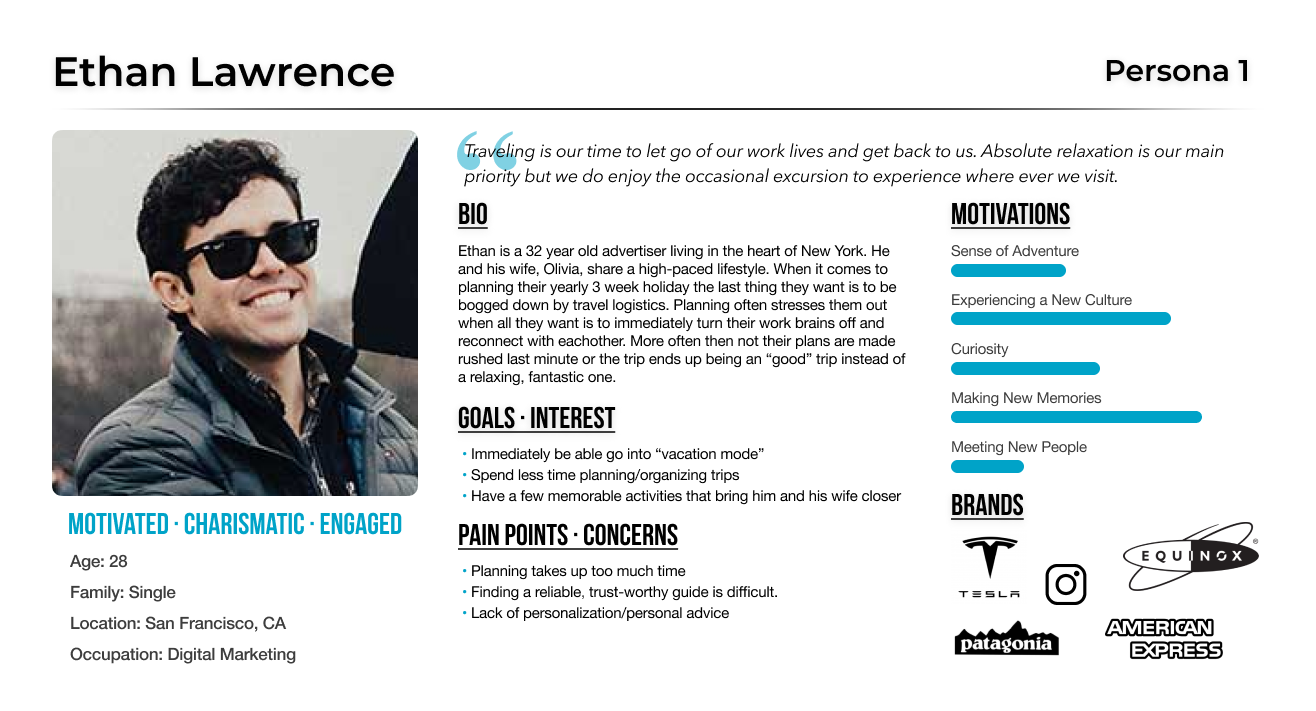 Ethan Lawrence
Persona 1
Traveling is our time to let go of our work lives and get back to us. Absolute relaxation is our main
priority but we do enjoy the occasional excursion to experience where ever we visit.
MOTIVATED · CHARISMATIC · ENGAGED
Age: 28
Family: Single
Location: San Francisco, CA
Occupation: Digital Marketing
BIO
Ethan is a 32 year old advertiser living in the heart of New York. He
and his wife, Olivia, share a high-paced lifestyle. When it comes to
planning their yearly 3 week holiday the last thing they want is to be
bogged down by travel logistics. Planning often stresses them out
when all they want is to immediately turn their work brains off and
reconnect with eachother. More often then not their plans are made
rushed last minute or the trip ends up being an “good” trip instead of
a relaxing, fantastic one.
GOALS · INTEREST
• Immediately be able go into “vacation mode”
• Spend less time planning/organizing trips
• Have a few memorable activities that bring him and his wife closer
PAIN POINTS · CONCERNS
• Planning takes up too much time
• Finding a reliable, trust-worthy guide is difficult.
• Lack of personalization/personal advice
MOTIVATIONS
Sense of Adventure
Experiencing a New Culture
Curiosity
Making New Memories
Meeting New People
BRANDS
TESLA
EQUINOX®
patagonia
AMERICAN
EXPRESS